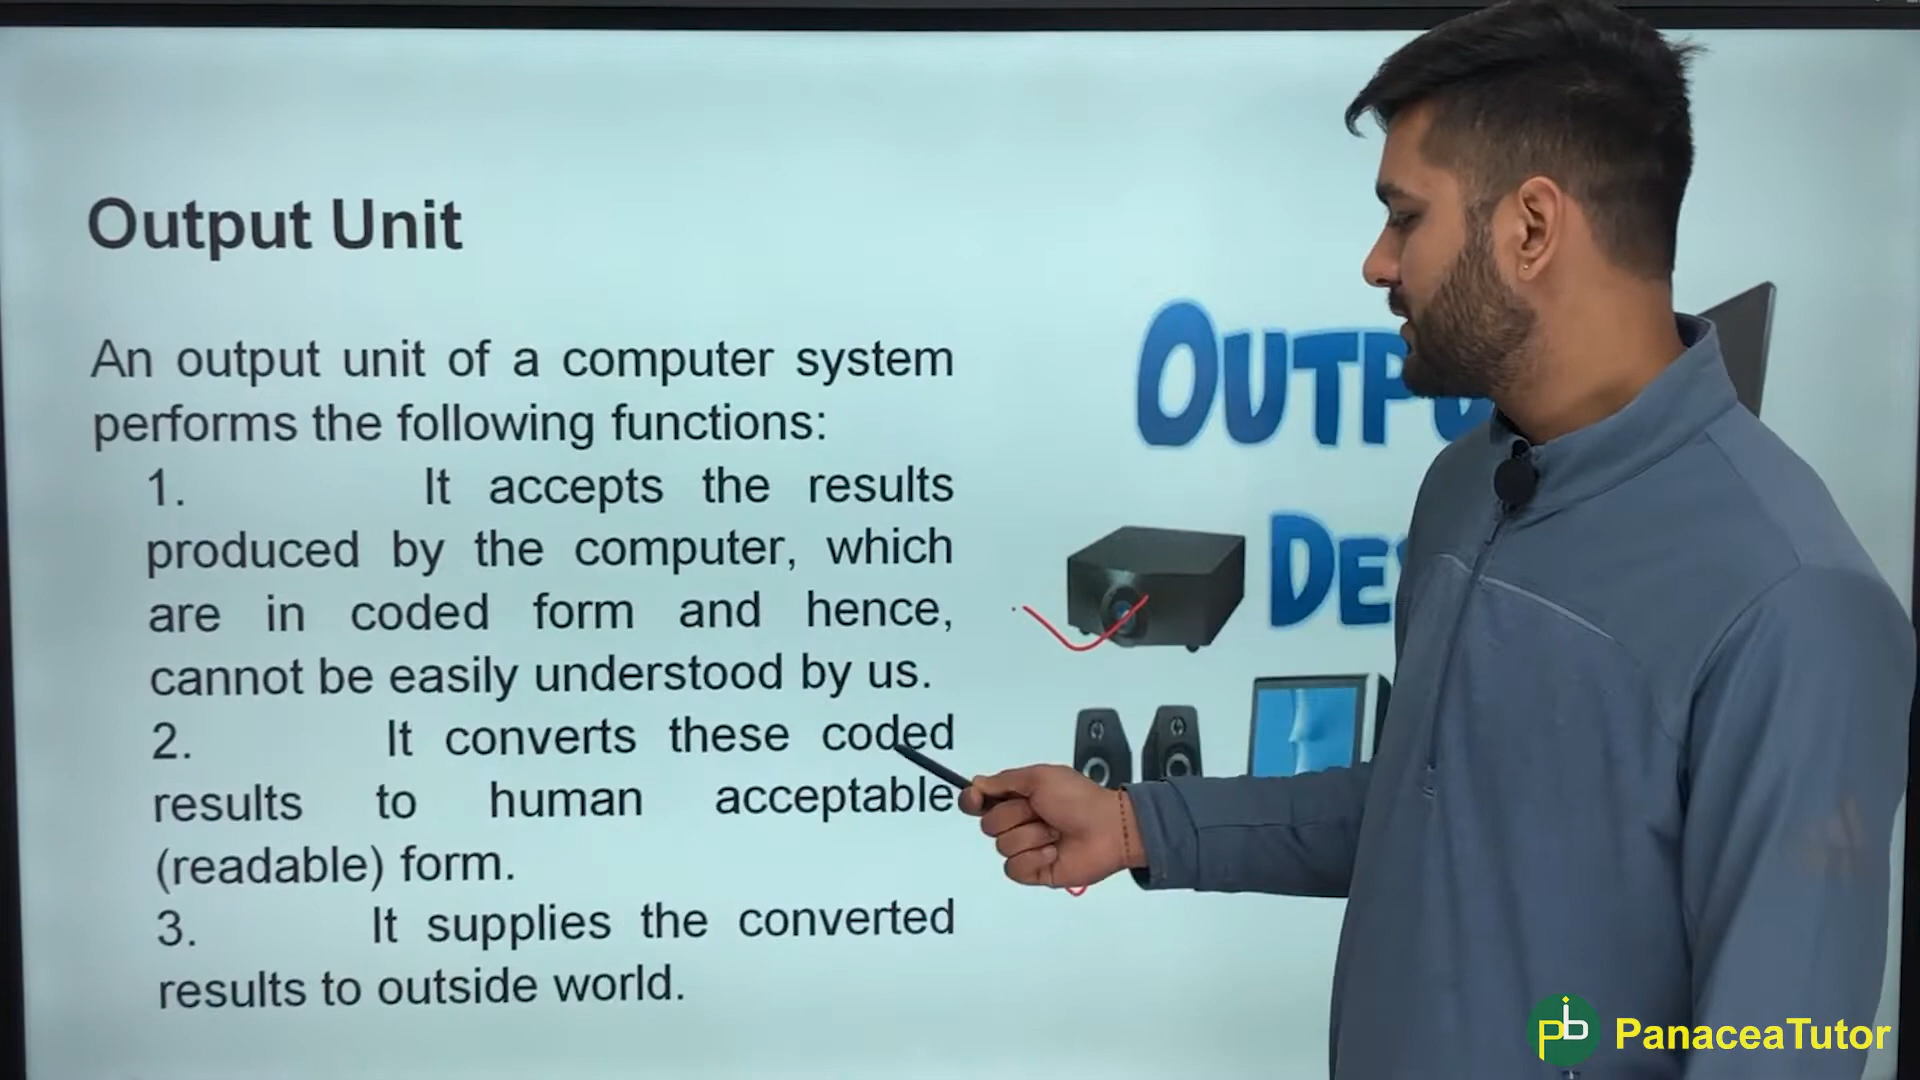 Output Unit
An output unit of a computer system
performs the following functions:
1. It accepts the results
produced by the computer, which
are in coded form and hence,
cannot be easily understood by us.
2. It converts these coded
results to human acceptable
(readable) form.
3. It supplies the converted
results to outside world.
pb PanaceaTutor